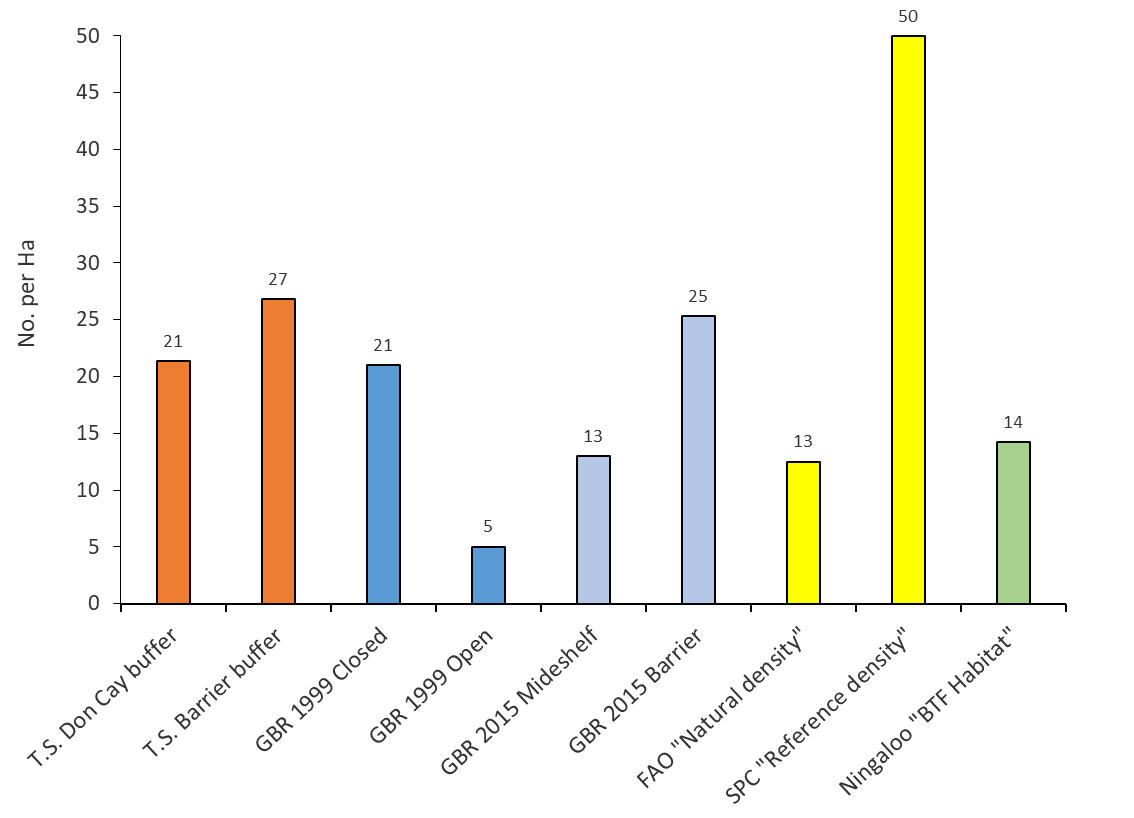 50
50
45
40
35
30
25
20
15
10
5
0
No. per Ha
21
27
21
5
13
25
13
14
T.S. Don Cay buffer
T.S. Barrier buffer
GBR 1999 Closed
GBR 1999 Open
GBR 2015 Mideshelf
GBR 2015 Barrier
FAO "Natural density"
SPC "Reference density"
Ningaloo "BTF Habitat"